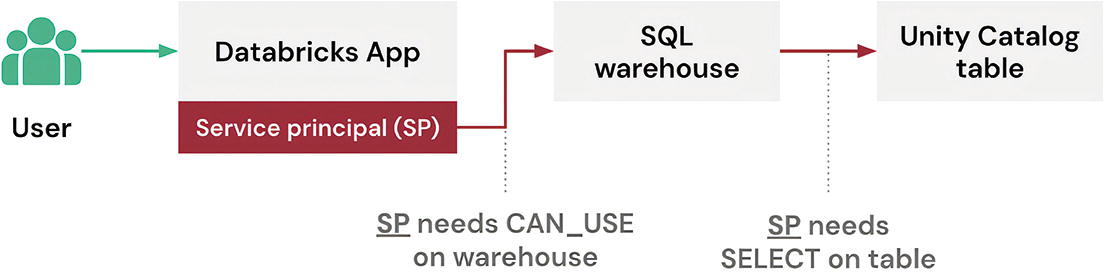 User
Databricks App
Service principal (SP)
SQL
warehouse
Unity Catalog
table
SP needs CAN_USE
on warehouse
SP needs
SELECT on table